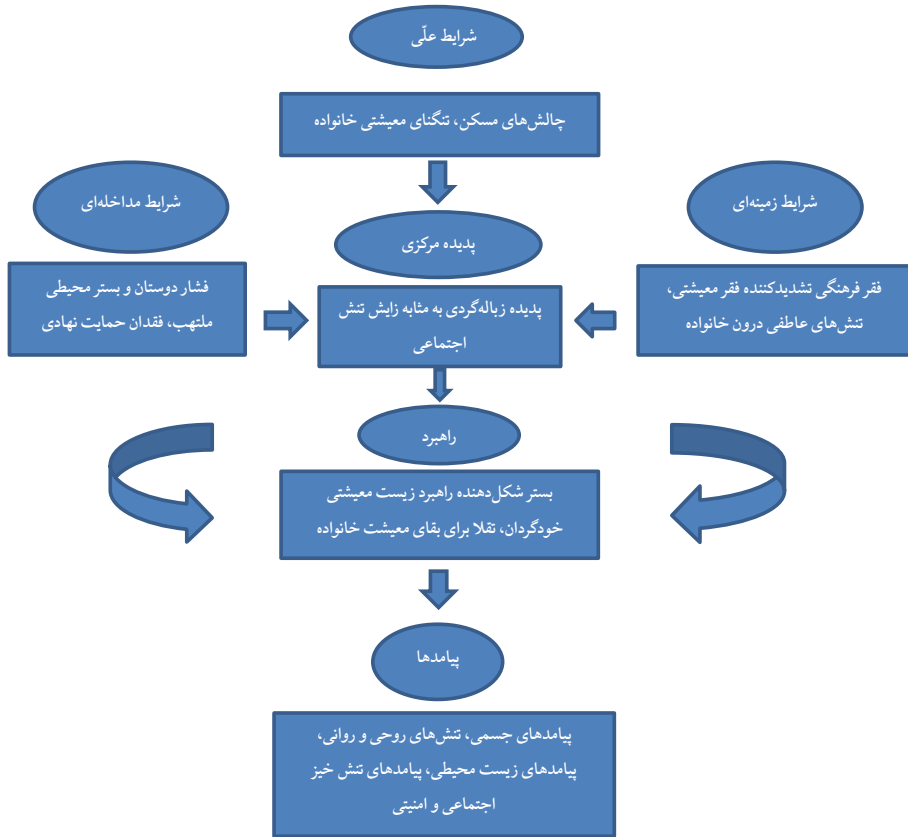 شرایط علّی
چالش‌های مسکن، تنگنای معیشتی خانواده
شرایط زمینه‌ای
فقر فرهنگی تشدیدکننده فقر معیشتی،
تنش‌های عاطفی درون خانواده
شرایط مداخله‌ای
فشار دوستان و بستر محیطی
ملتهب، فقدان حمایت نهادی
پدیده مرکزی
پدیده زباله‌گردی به مثابه زایش تنش
اجتماعی
راهبرد
بستر شکل‌دهنده راهبرد زیست معیشتی
خودگردان، تقلا برای بقای معیشت خانواده
پیامدها
پیامدهای جسمی، تنش‌های روحی و روانی،
پیامدهای زیست محیطی، پیامدهای تنش خیز
اجتماعی و امنیتی